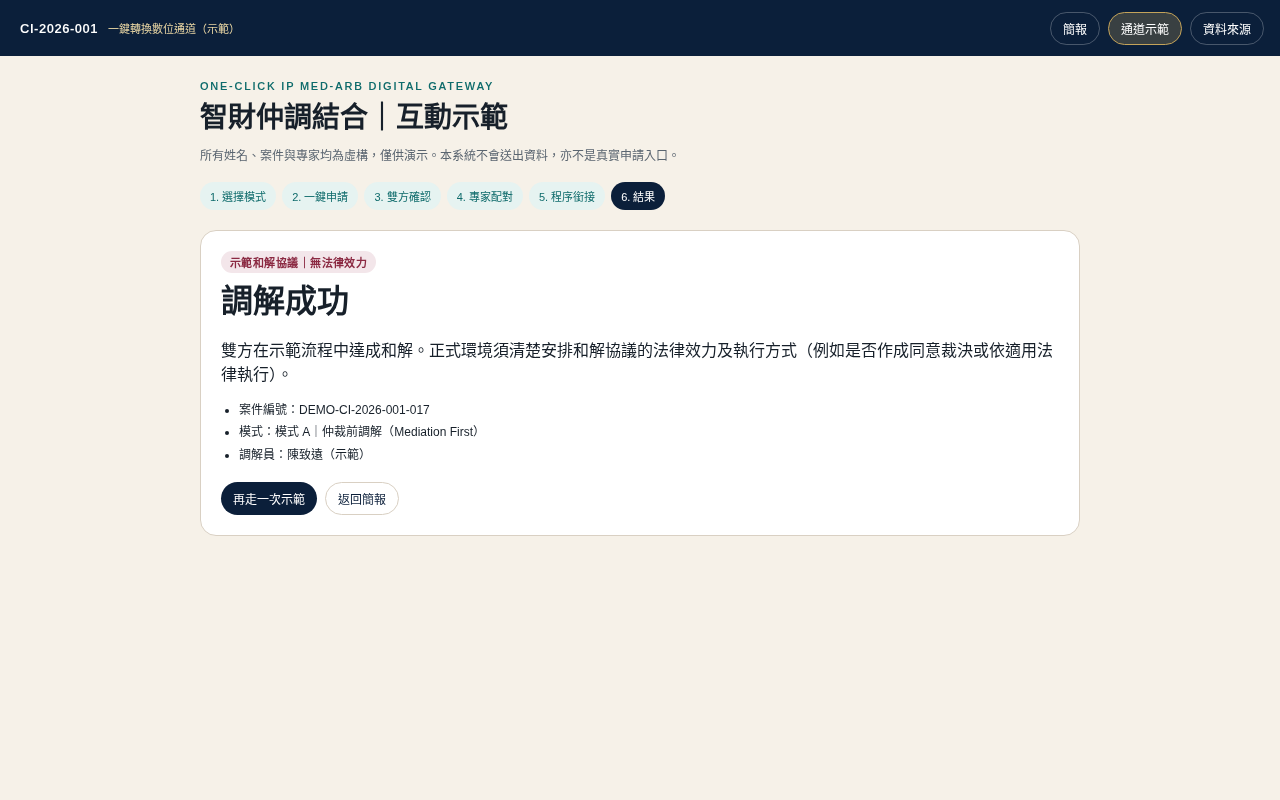 CI-2026-001 一鍵轉換數位通道（示範） 簡報 通道示範 資料來源
ONE-CLICK IP MED-ARB DIGITAL GATEWAY
智財仲調結合｜互動示範
所有姓名、案件與專家均為虛構，僅供演示。本系統不會送出資料，亦不是真實申請入口。
1. 選擇模式 2. 一鍵申請 3. 雙方確認 4. 專家配對 5. 程序銜接 6. 結果
示範和解協議｜無法律效力
調解成功
雙方在示範流程中達成和解。正式環境須清楚安排和解協議的法律效力及執行方式（例如是否作成同意裁決或依適用法
律執行）。
• 案件編號：DEMO-CI-2026-001-017
• 模式：模式 A｜仲裁前調解（Mediation First）
• 調解員：陳致遠（示範）
再走一次示範 返回簡報